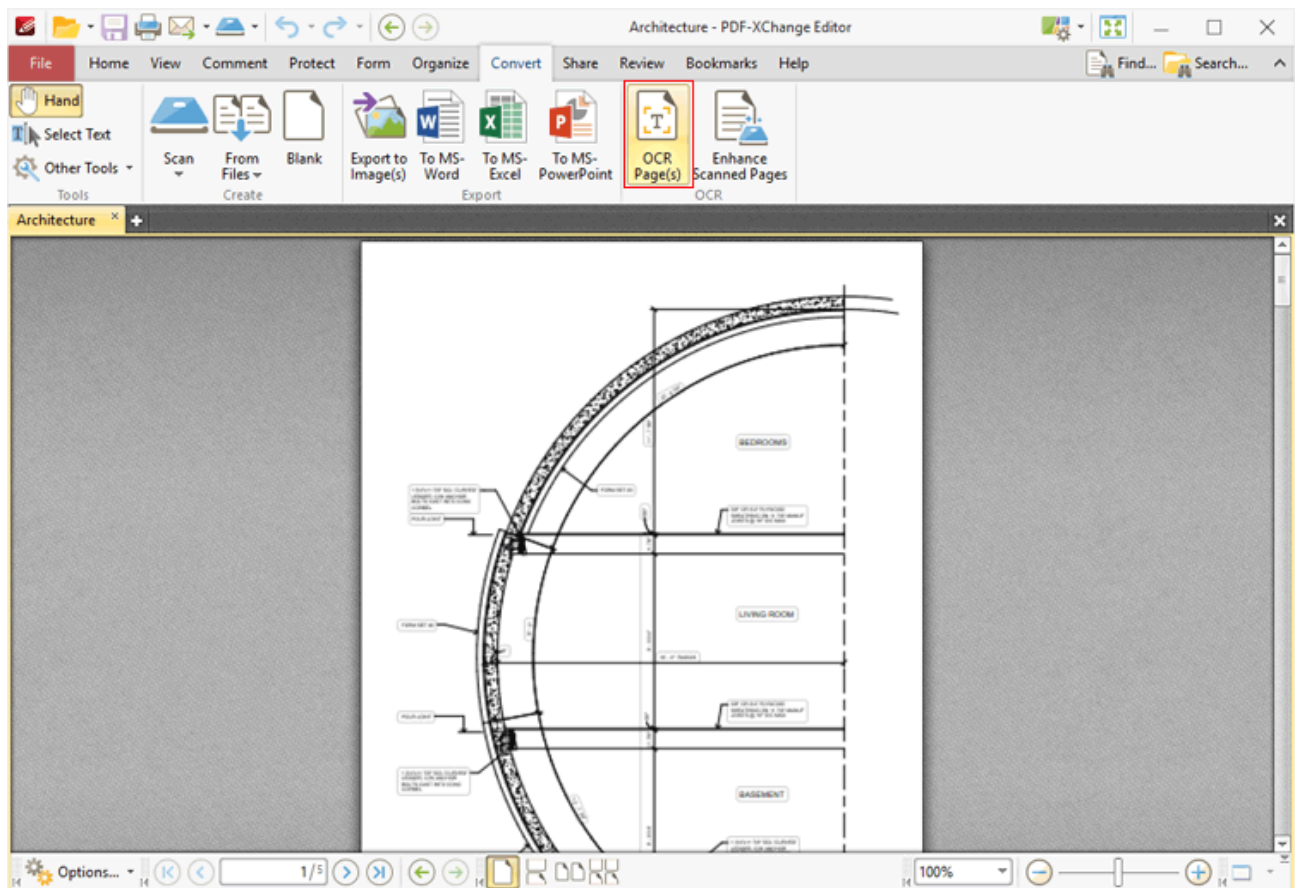 Architecture - PDF-XChange Editor
File Home View Comment Protect Form Organize Convert Share Review Bookmarks Help Find... Search...
Hand
Select Text
Other Tools
Tools
Scan
From
Files
Blank
Create
Export to
Image(s)
To MS-
Word
To MS-
Excel
To MS-
PowerPoint
Export
OCR
Page(s)
Enhance
Scanned Pages
OCR
Architecture
BEDROOMS
LIVING ROOM
BASEMENT
Options...
1/5
100%